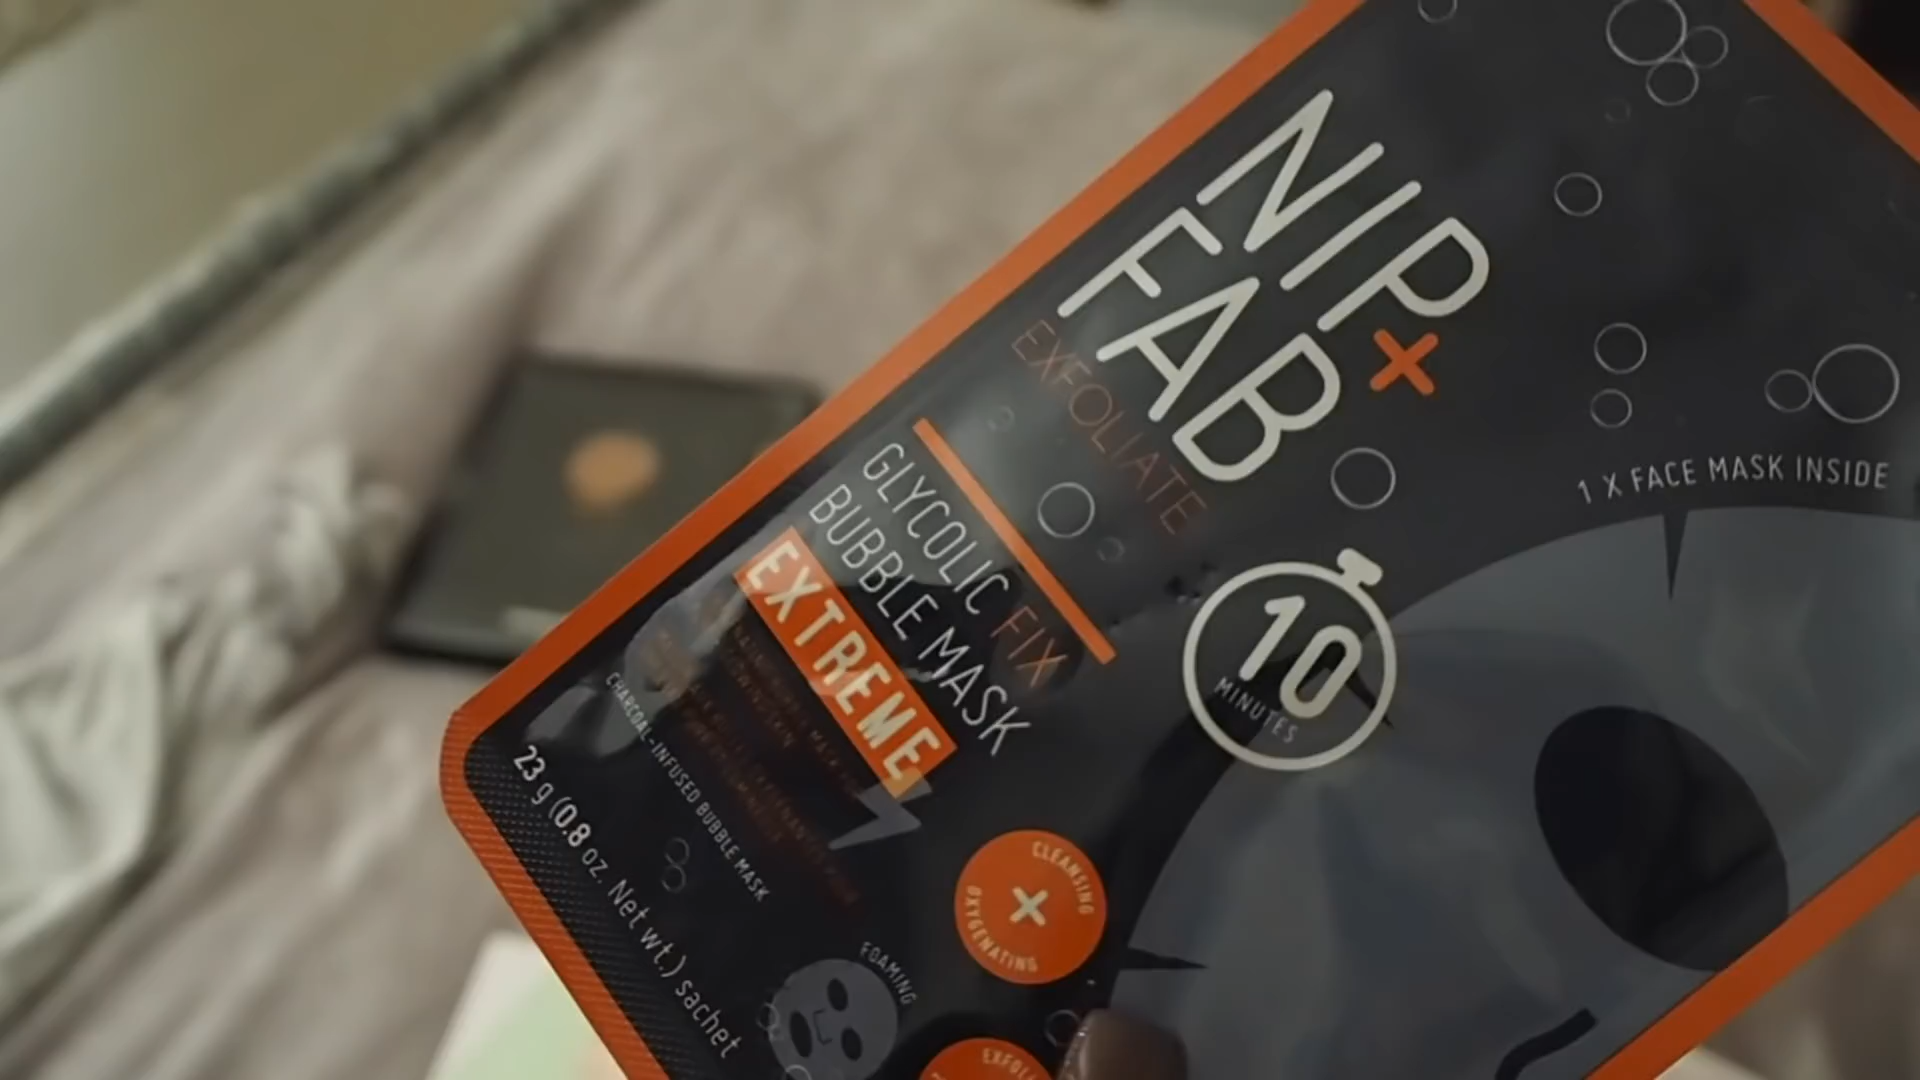 NIP+
FAB
EXFOLIATE
GLYCOLIC FIX
BUBBLE MASK
EXTREME
CHARCOAL-INFUSED BUBBLE MASK
23 g (0.8 oz. Net wt.) sachet
1 X FACE MASK INSIDE
10
MINUTES
CLEANSING
OXYGENATING
FOAMING